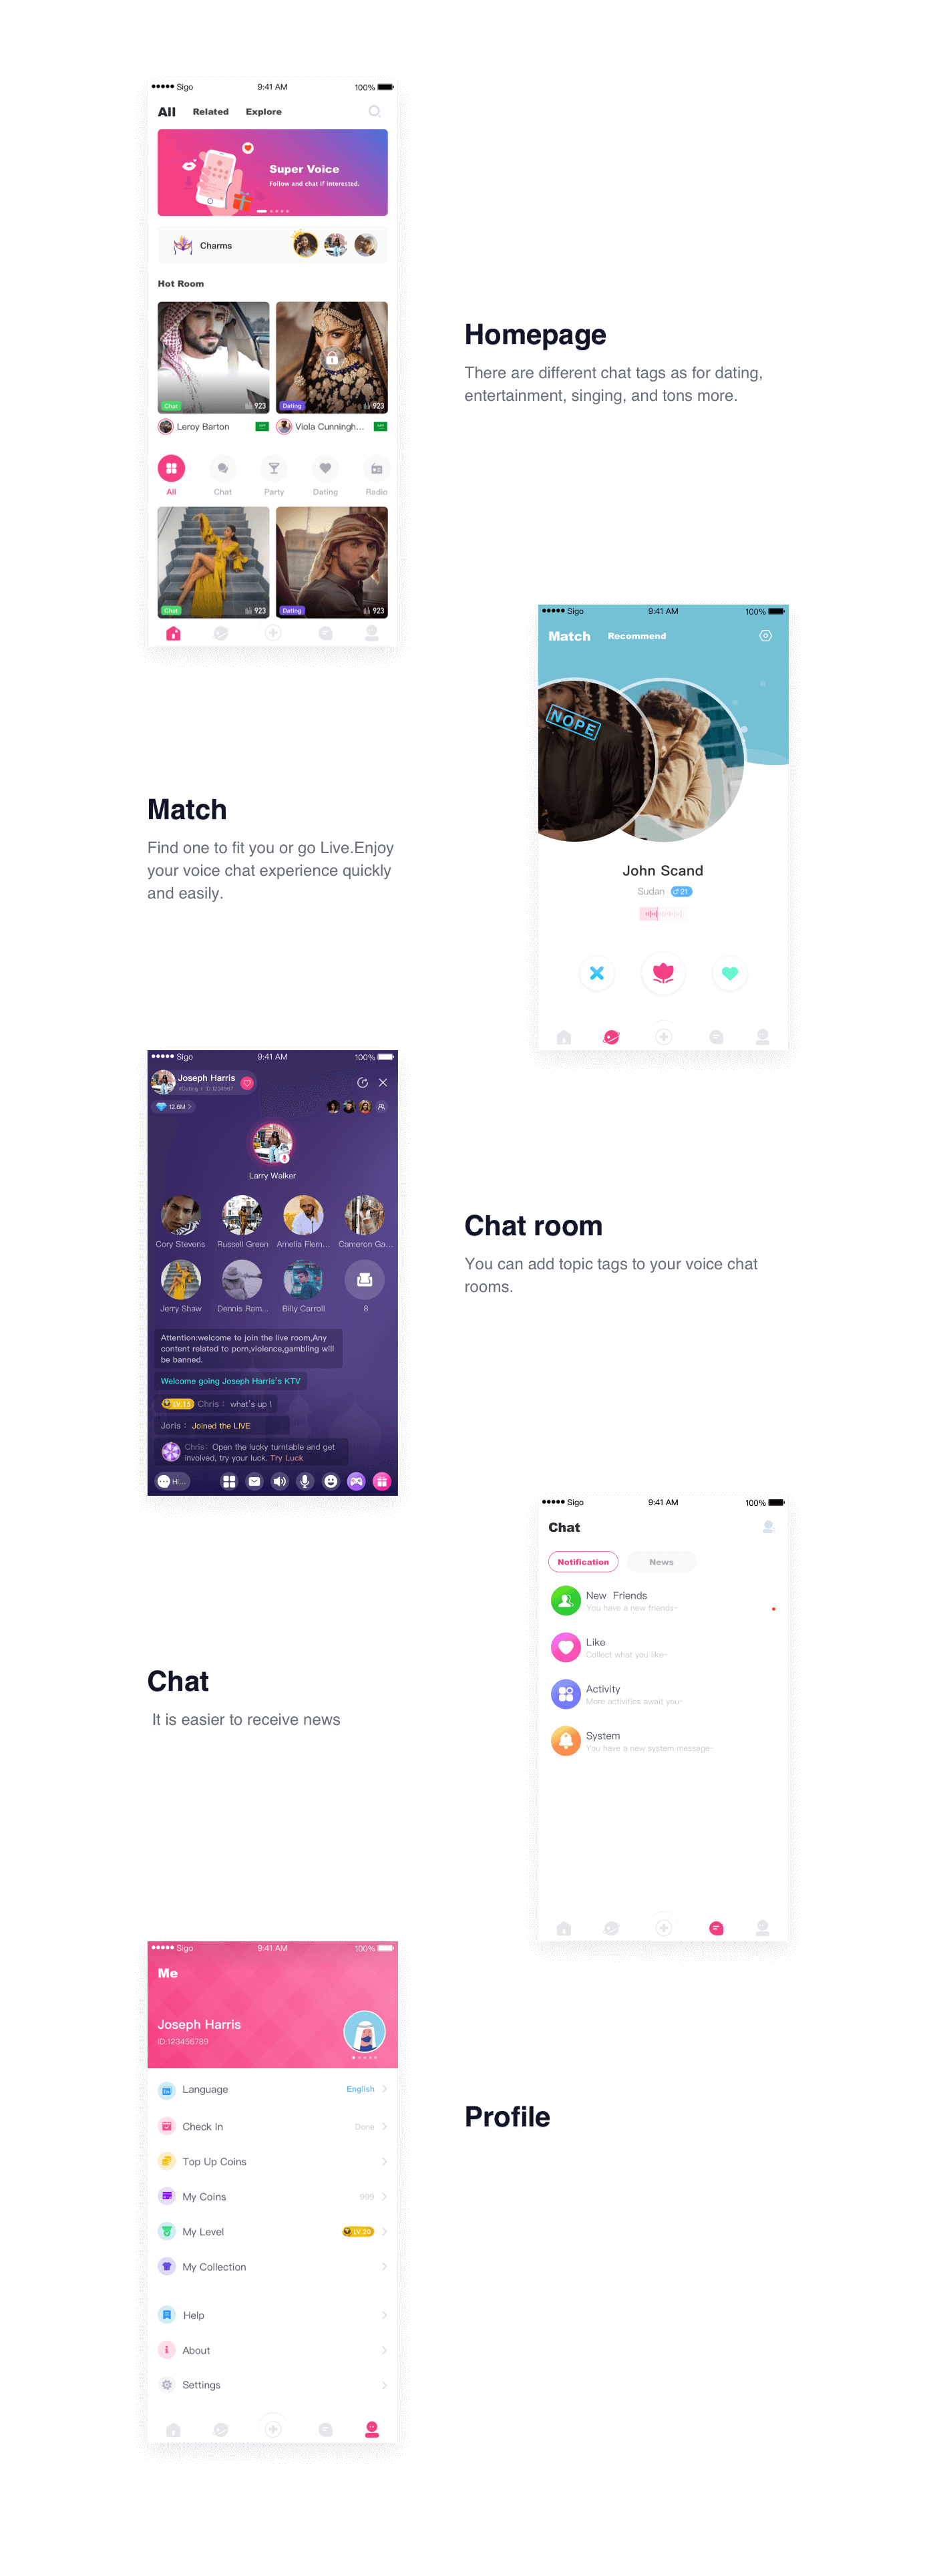 Sigo 9:41 AM 100%
All Related Explore
Super Voice
Follow and chat if interested.
Charms
Hot Room
Chat 923 Dating 923
Leroy Barton Viola Cunningh...
All Chat Party Dating Radio
Chat 923 Dating 923
Homepage
There are different chat tags as for dating,
entertainment, singing, and tons more.
Sigo 9:41 AM 100%
Match Recommend
NOPE
John Scand
Sudan 21
Match
Find one to fit you or go Live.Enjoy
your voice chat experience quickly
and easily.
Sigo 9:41 AM 100%
Joseph Harris
#Dating ID:1234567
12.6M >
Larry Walker
Cory Stevens Russell Green Amelia Flem... Cameron Ga...
Jerry Shaw Dennis Ram... Billy Carroll 8
Attention:welcome to join the live room,Any
content related to porn,violence,gambling will
be banned.
Welcome going Joseph Harris's KTV
LV.15 Chris : what's up !
Joris : Joined the LIVE
Chris: Open the lucky turntable and get
involved, try your luck. Try Luck
Hi...
Chat room
You can add topic tags to your voice chat
rooms.
Sigo 9:41 AM 100%
Chat
Notification News
New Friends
You have a new friends~
Like
Collect what you like~
Activity
More activities await you~
System
You have a new system message~
Chat
It is easier to receive news
Sigo 9:41 AM 100%
Me
Joseph Harris
ID:123456789
Language English
Check In Done
Top Up Coins
My Coins 999
My Level LV.20
My Collection
Help
About
Settings
Profile